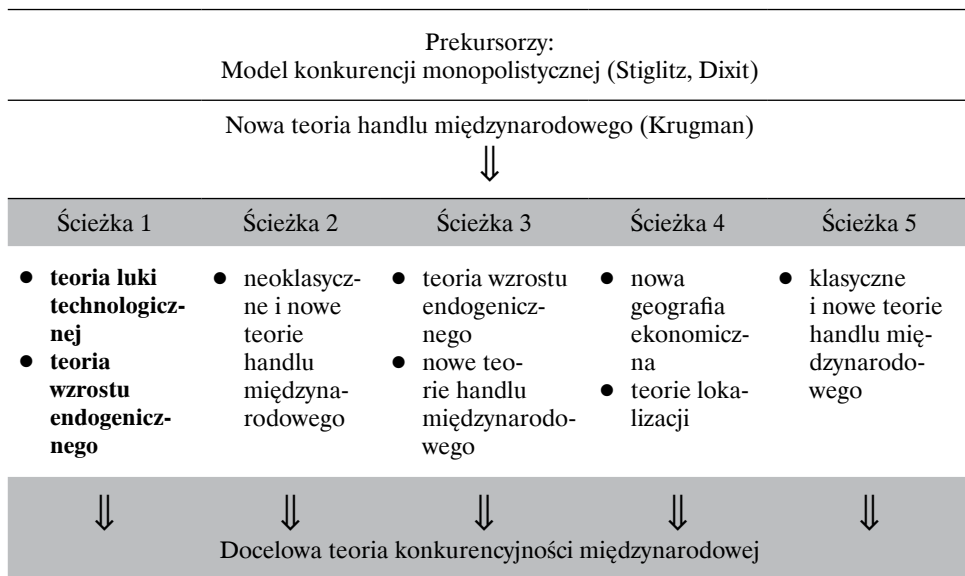 Prekursorzy:
Model konkurencji monopolistycznej (Stiglitz, Dixit)
Nowa teoria handlu międzynarodowego (Krugman)
⇓
Ścieżka 1
Ścieżka 2
Ścieżka 3
Ścieżka 4
Ścieżka 5
● teoria luki
technologicz-
nej
● teoria
wzrostu
endogenicz-
nego
● neoklasycz-
ne i nowe
teorie
handlu
międzyna-
rodowego
● teoria wzrostu
endogenicz-
nego
● nowe teo-
rie handlu
międzynarodo-
wego
● nowa
geografia
ekonomicz-
na
● teorie loka-
lizacji
● klasyczne
i nowe teorie
handlu mię-
dzynarodo-
wego
⇓ ⇓ ⇓ ⇓ ⇓
Docelowa teoria konkurencyjności międzynarodowej